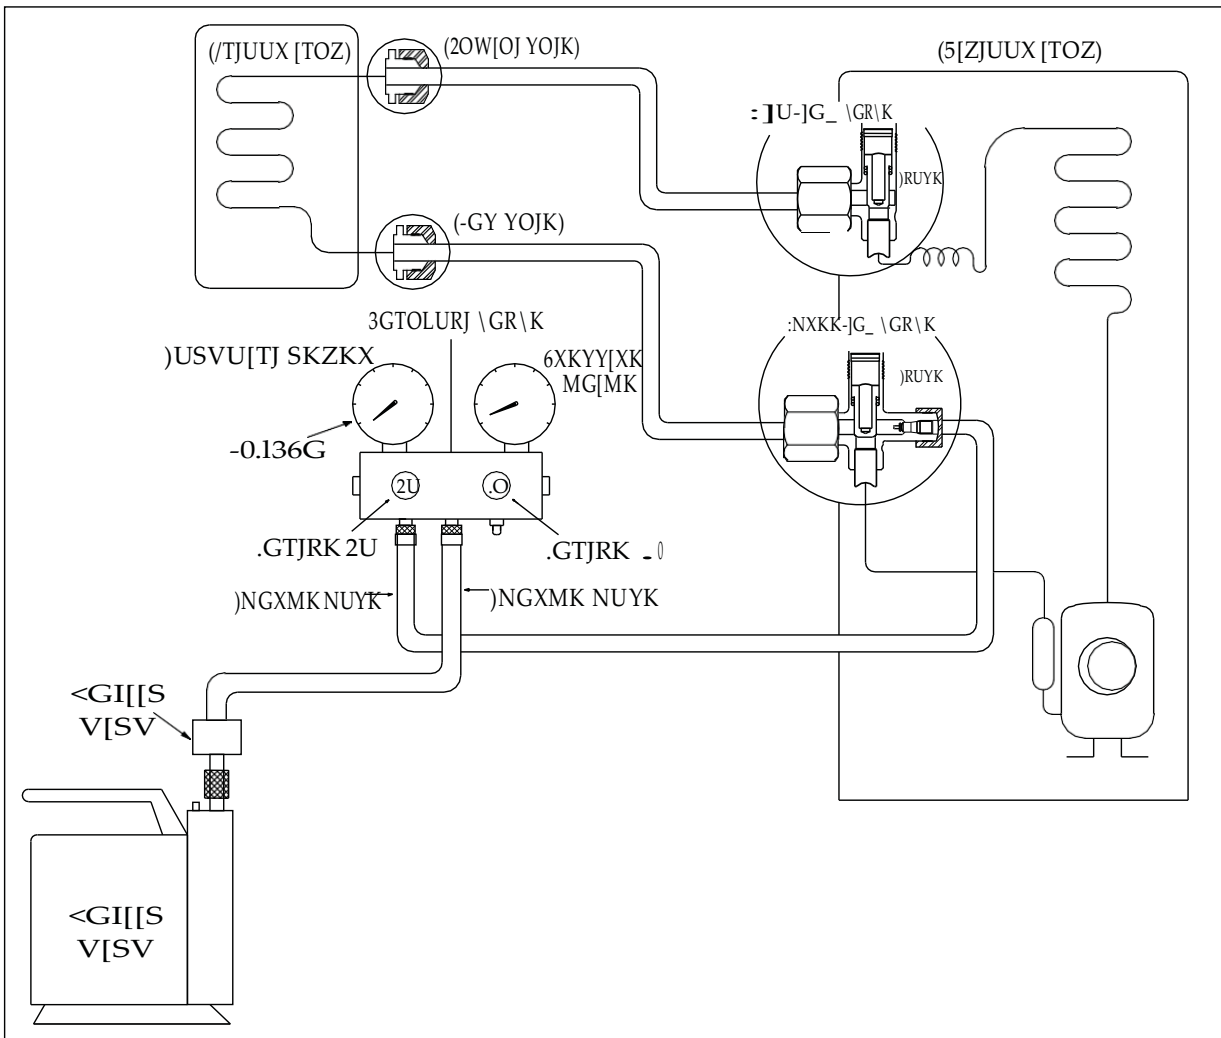 (/TJUUX [TOZ)
(2OW[OJ YOJK)
(5[ZJUUX [TOZ)
:]U-]G_ \GR\K
)RUYK
(-GY YOJK)
:NXKK-]G_ \GR\K
)RUYK
3GTOLURJ \GR\K
)USVU[TJ SKZKX
6XKYY[XK
MG[MK
-0.136G
2U
.O
.GTJRK 2U
.GTJRK
)NGXMK NUYK
)NGXMK NUYK
<GI[[S
V[SV
<GI[[S
V[SV